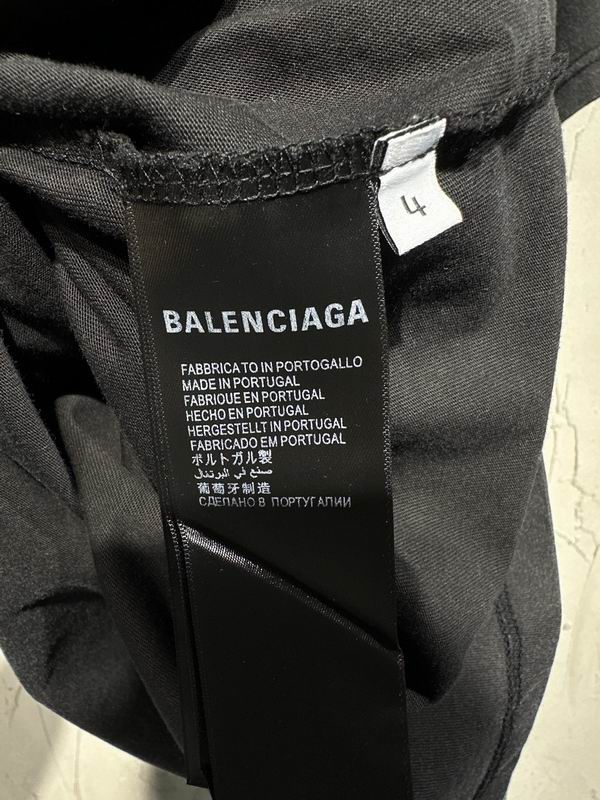 4
BALENCIAGA
FABBRICATO IN PORTOGALLO
MADE IN PORTUGAL
FABRIQUE EN PORTUGAL
HECHO EN PORTUGAL
HERGESTELLT IN PORTUGAL
FABRICADO EM PORTUGAL
ポルトガル製
صنع في البرتغال
葡萄牙制造
СДЕЛАНО В ПОРТУГАЛИИ